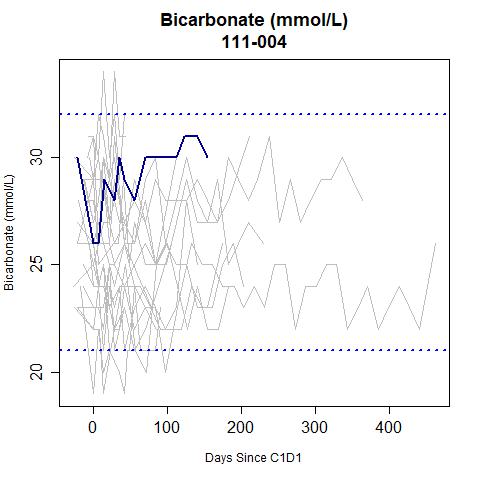 Bicarbonate (mmol/L)
111-004
Bicarbonate (mmol/L)
30
25
20
0 100 200 300 400
Days Since C1D1